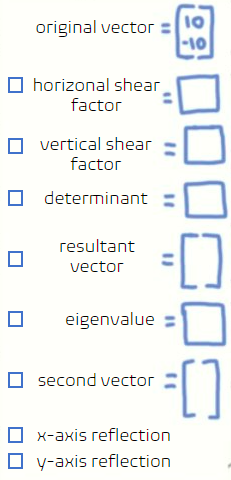 original vector = [10
-10]
horizonal shear
factor =
vertical shear
factor =
determinant =
resultant
vector =
eigenvalue =
second vector =
x-axis reflection
y-axis reflection